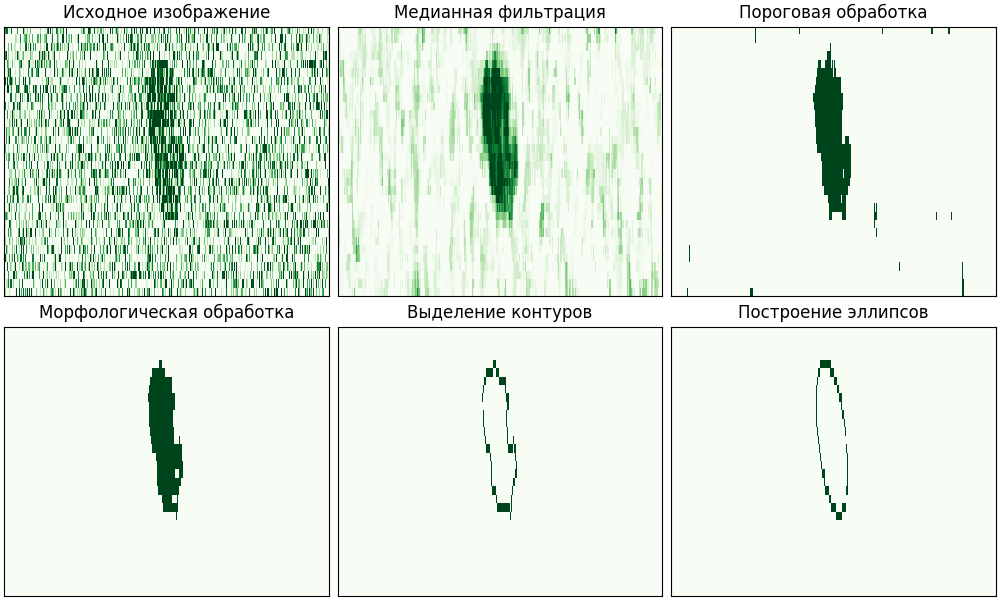 Исходное изображение
Медианная фильтрация
Пороговая обработка
Морфологическая обработка
Выделение контуров
Построение эллипсов